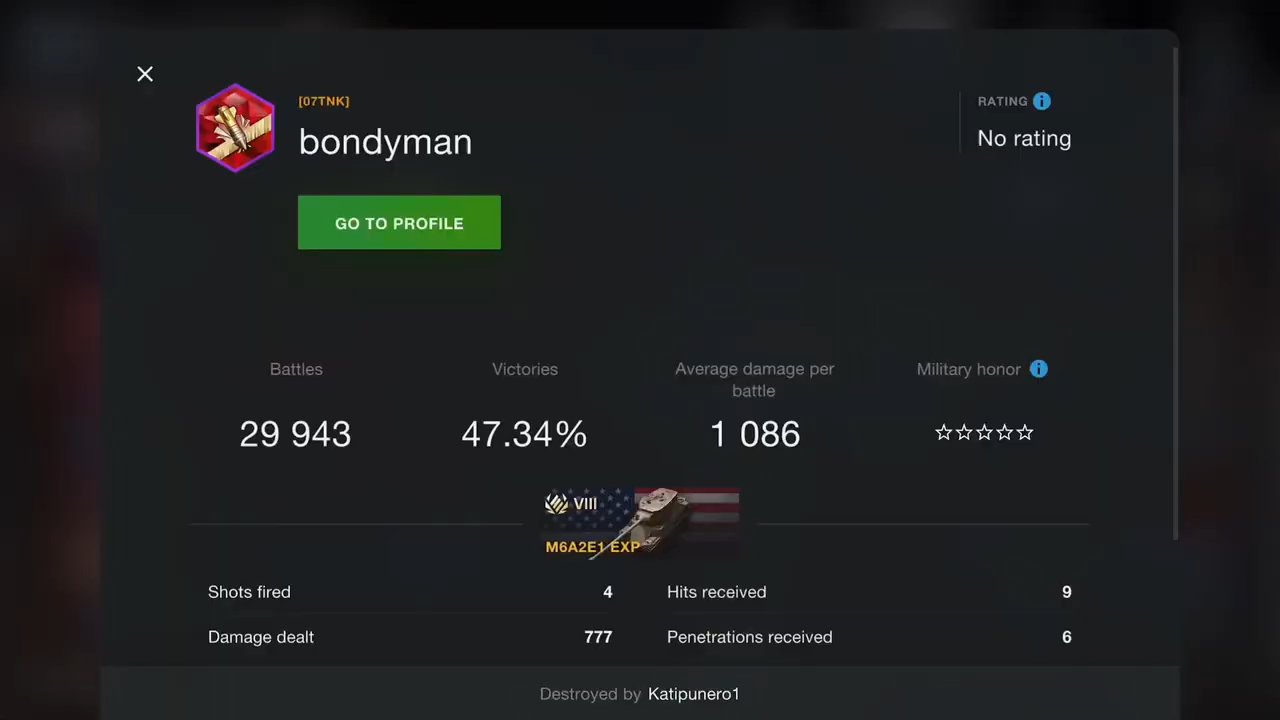 [07TNK]
bondyman
RATING
No rating
GO TO PROFILE
Battles
Victories
Average damage per
battle
Military honor
29 943
47.34%
1 086
VIII
M6A2E1 EXP
Shots fired
4
Hits received
9
Damage dealt
777
Penetrations received
6
Destroyed by Katipunero1